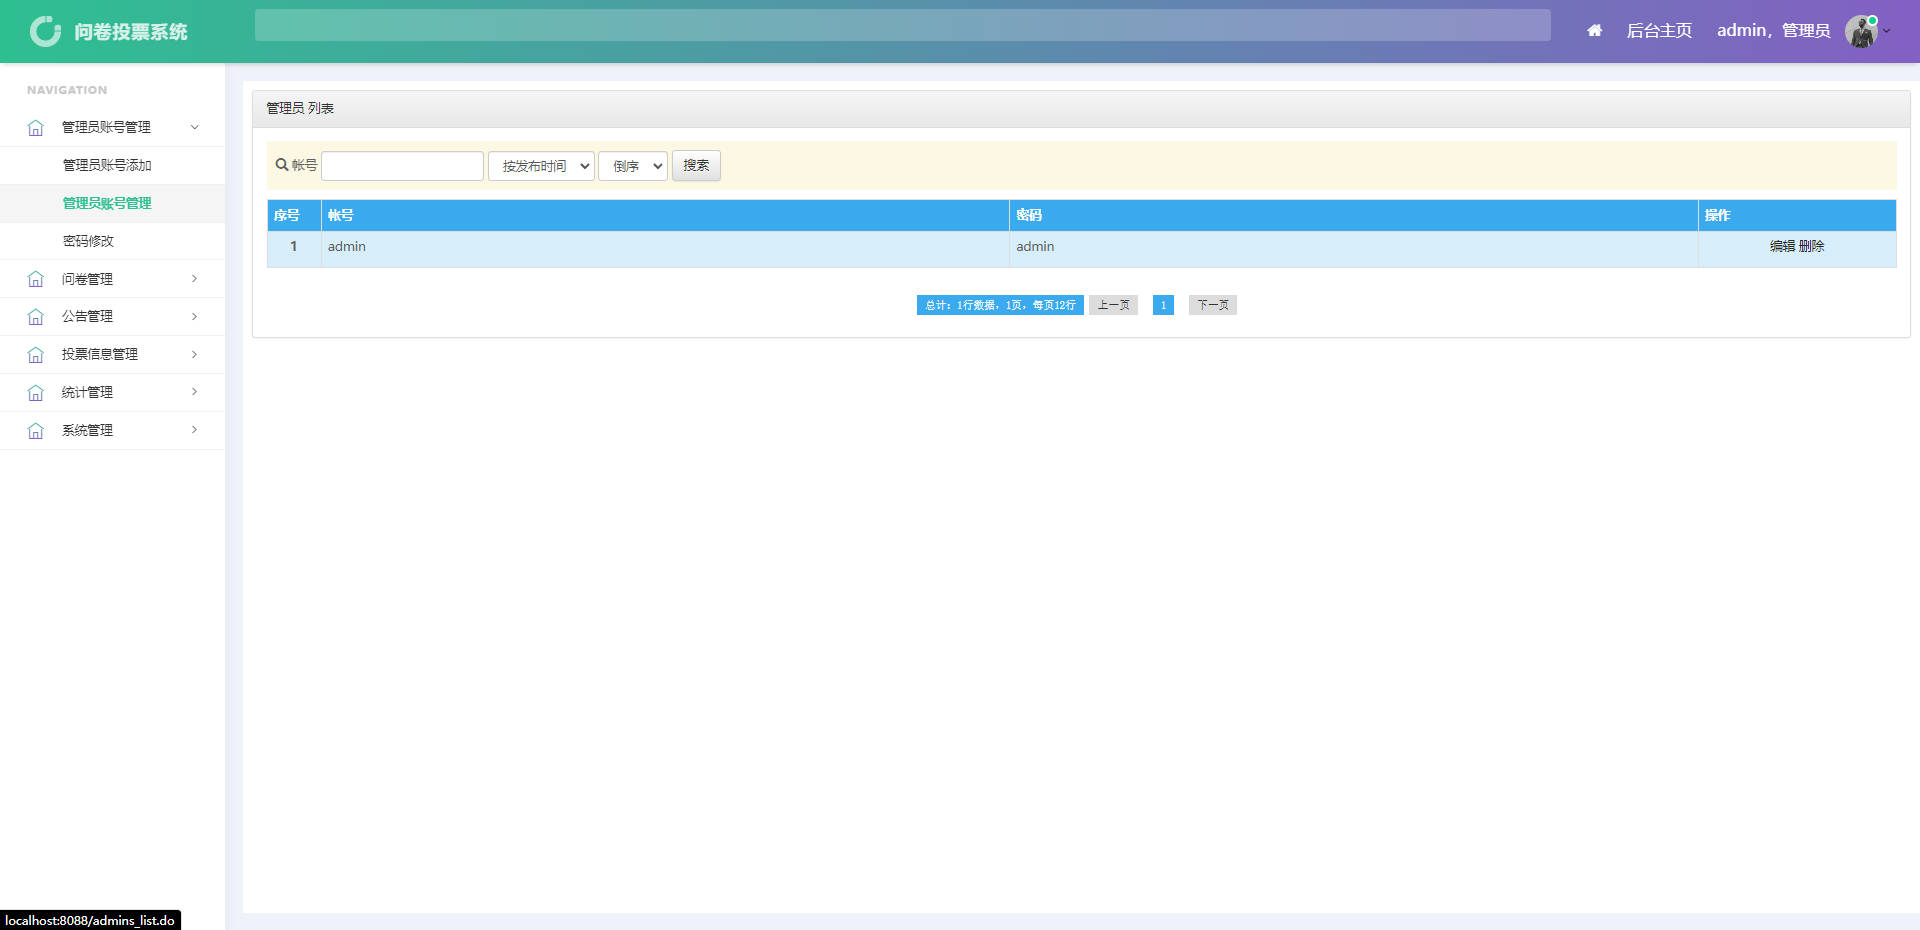 问卷投票系统
后台主页
admin，管理员
NAVIGATION
管理员账号管理
管理员账号添加
管理员账号管理
密码修改
问卷管理
公告管理
投票信息管理
统计管理
系统管理
管理员 列表
帐号 按发布时间 倒序 搜索
序号 帐号 密码 操作
1 admin admin 编辑 删除
总计：1行数据，1页，每页12行 上一页 1 下一页
localhost:8088/admins_list.do